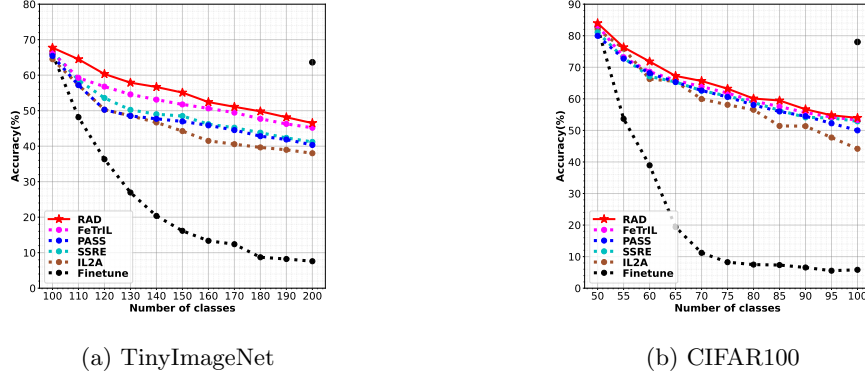 80
70
60
50
40
30
20
10
0
Accuracy(%)
RAD
FeTrIL
PASS
SSRE
IL2A
Finetune
100 110 120 130 140 150 160 170 180 190 200
Number of classes
(a) TinyImageNet
90
80
70
60
50
40
30
20
10
0
Accuracy(%)
RAD
FeTrIL
PASS
SSRE
IL2A
Finetune
50 55 60 65 70 75 80 85 90 95 100
Number of classes
(b) CIFAR100